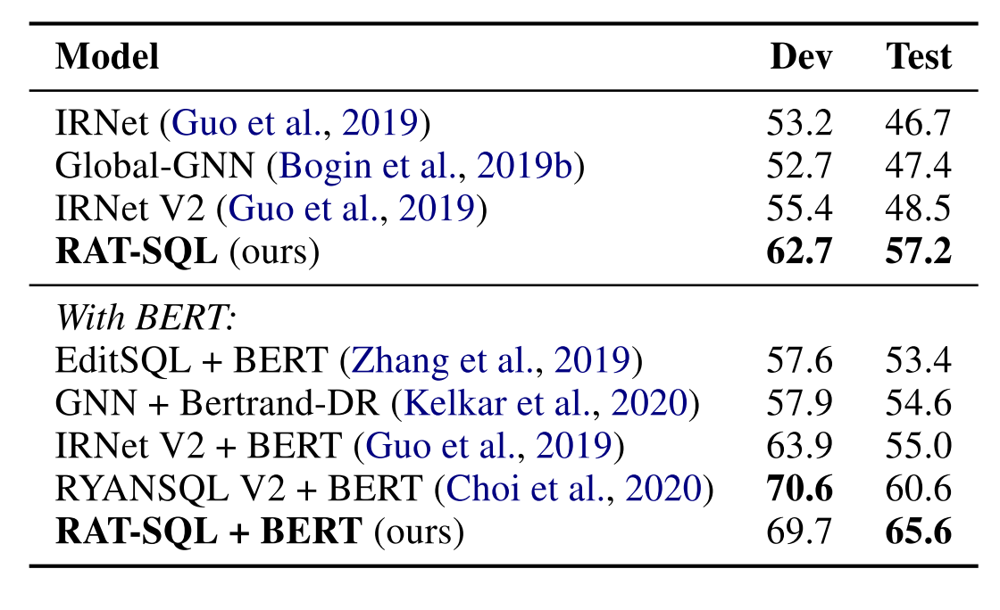 Model Dev Test
IRNet (Guo et al., 2019) 53.2 46.7
Global-GNN (Bogin et al., 2019b) 52.7 47.4
IRNet V2 (Guo et al., 2019) 55.4 48.5
RAT-SQL (ours) 62.7 57.2
With BERT:
EditSQL + BERT (Zhang et al., 2019) 57.6 53.4
GNN + Bertrand-DR (Kelkar et al., 2020) 57.9 54.6
IRNet V2 + BERT (Guo et al., 2019) 63.9 55.0
RYANSQL V2 + BERT (Choi et al., 2020) 70.6 60.6
RAT-SQL + BERT (ours) 69.7 65.6